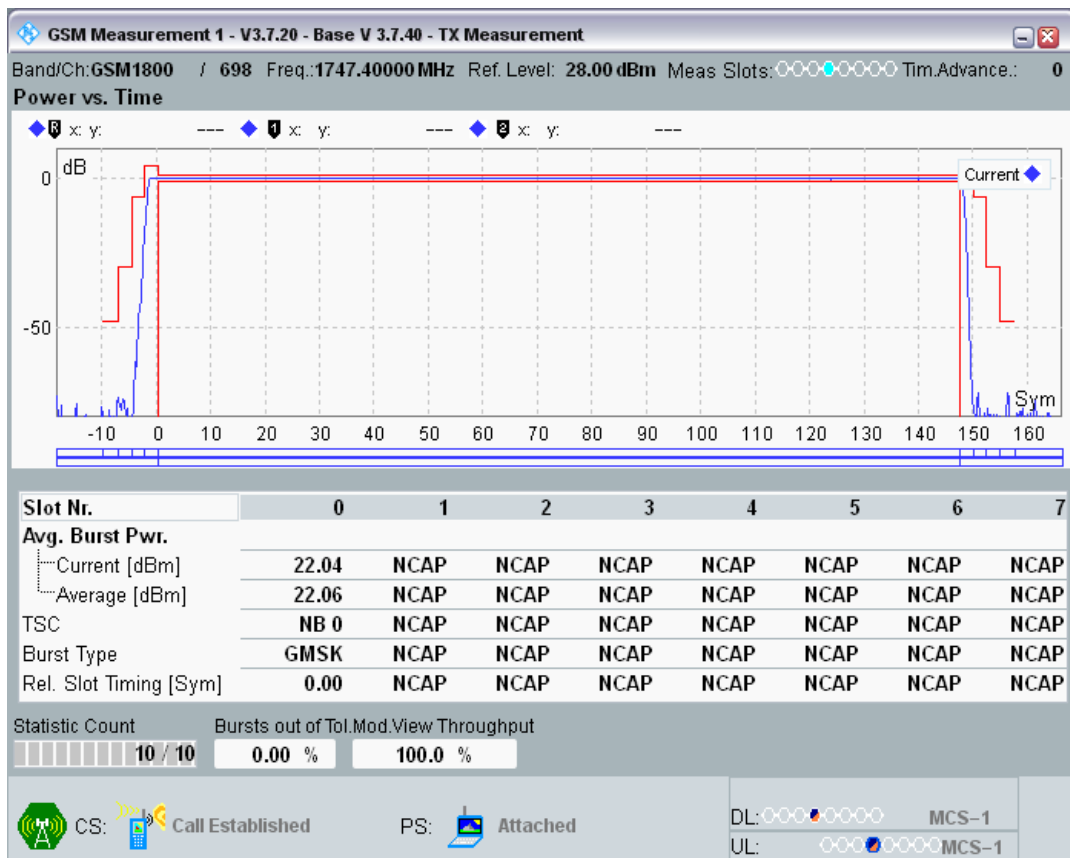 GSM Measurement 1 - V3.7.20 - Base V 3.7.40 - TX Measurement
Band/Ch:GSM1800 / 698 Freq.:1747.40000 MHz Ref. Level: 28.00 dBm Meas Slots: Tim.Advance.: 0
Power vs. Time
R x: y: --- 1 x: y: --- 2 x: y: ---
dB
Current
0
-50
Sym
-10 0 10 20 30 40 50 60 70 80 90 100 110 120 130 140 150 160
Slot Nr. 0 1 2 3 4 5 6 7
Avg. Burst Pwr.
Current [dBm] 22.04 NCAP NCAP NCAP NCAP NCAP NCAP NCAP
Average [dBm] 22.06 NCAP NCAP NCAP NCAP NCAP NCAP NCAP
TSC NB 0 NCAP NCAP NCAP NCAP NCAP NCAP NCAP
Burst Type GMSK NCAP NCAP NCAP NCAP NCAP NCAP NCAP
Rel. Slot Timing [Sym] 0.00 NCAP NCAP NCAP NCAP NCAP NCAP NCAP
Statistic Count Bursts out of Tol.Mod.View Throughput
10 / 10 0.00 % 100.0 %
CS: Call Established PS: Attached
DL: MCS-1
UL: MCS-1